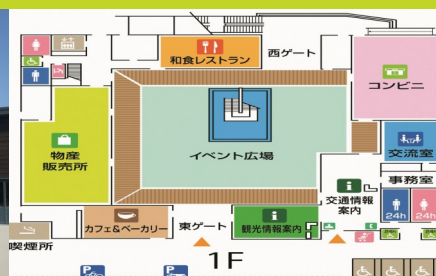 和食レストラン
西ゲート
コンビニ
物産
販売所
イベント広場
交流室
事務室
交通情報
案内
24h
24h
カフェ&ベーカリー
東ゲート
観光情報案内
喫煙所
1F
P
P